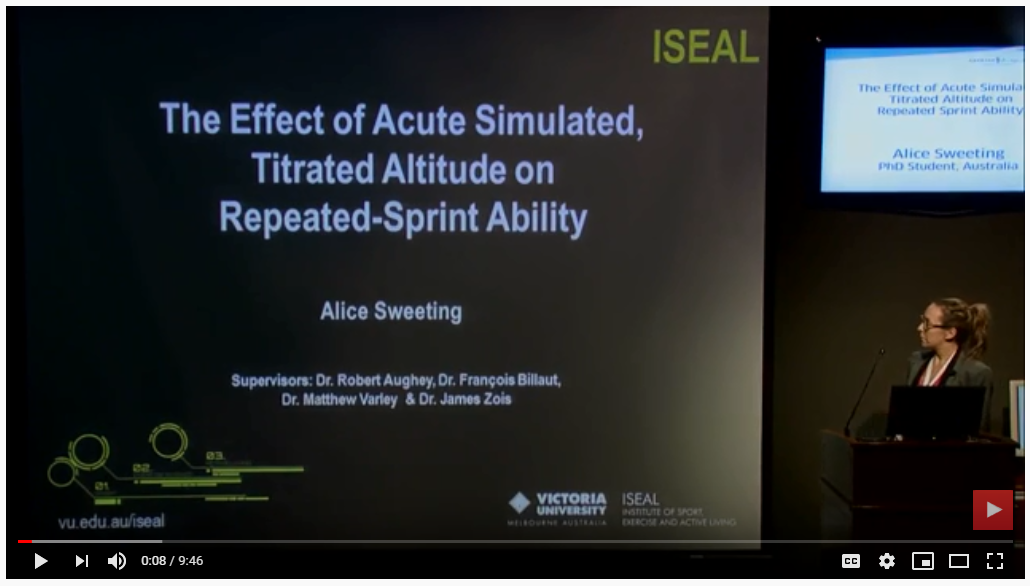 ISEAL
The Effect of Acute Simulated,
Titrated Altitude on
Repeated-Sprint Ability
Alice Sweeting
Supervisors: Dr. Robert Aughey, Dr. François Billaut,
Dr. Matthew Varley & Dr. James Zois
01
02
03
vu.edu.au/iseal
VICTORIA
UNIVERSITY
MELBOURNE AUSTRALIA
ISEAL
INSTITUTE OF SPORT,
EXERCISE AND ACTIVE LIVING
The Effect of Acute Simula
Titrated Altitude on
Repeated Sprint Ability
Alice Sweeting
PhD Student, Australia
0:08 / 9:46
CC